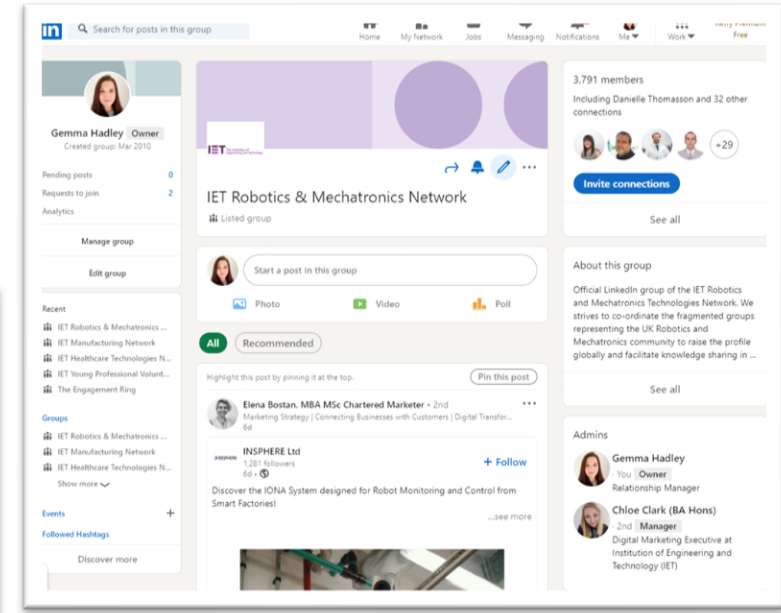 in
Search for posts in this group
Home
My Network
Jobs
Messaging
Notifications
Me
Work
Free
Gemma Hadley Owner
Created group: Mar 2010
Pending posts 0
Requests to join 2
Analytics
Manage group
Edit group
Recent
IET Robotics & Mechatronics ...
IET Manufacturing Network
IET Healthcare Technologies N...
IET Young Professional Volunt...
The Engagement Ring
Groups
IET Robotics & Mechatronics ...
IET Manufacturing Network
IET Healthcare Technologies N...
Show more
Events +
Followed Hashtags
Discover more
IET
IET Robotics & Mechatronics Network
Listed group
Start a post in this group
Photo
Video
Poll
All
Recommended
Highlight this post by pinning it at the top.
Pin this post
Elena Bostan, MBA MSc Chartered Marketer • 2nd
Marketing Strategy | Connecting Businesses with Customers | Digital Transfor...
6d
INSPHERE
INSPHERE Ltd
1,281 followers
6d •
+ Follow
Discover the IONA System designed for Robot Monitoring and Control from
Smart Factories!
...see more
3,791 members
Including Danielle Thomasson and 32 other
connections
+29
Invite connections
See all
About this group
Official LinkedIn group of the IET Robotics
and Mechatronics Technologies Network. We
strives to co-ordinate the fragmented groups
representing the UK Robotics and
Mechatronics community to raise the profile
globally and facilitate knowledge sharing in ...
See all
Admins
Gemma Hadley
· You Owner
Relationship Manager
Chloe Clark (BA Hons)
· 2nd Manager
Digital Marketing Executive at
Institution of Engineering and
Technology (IET)